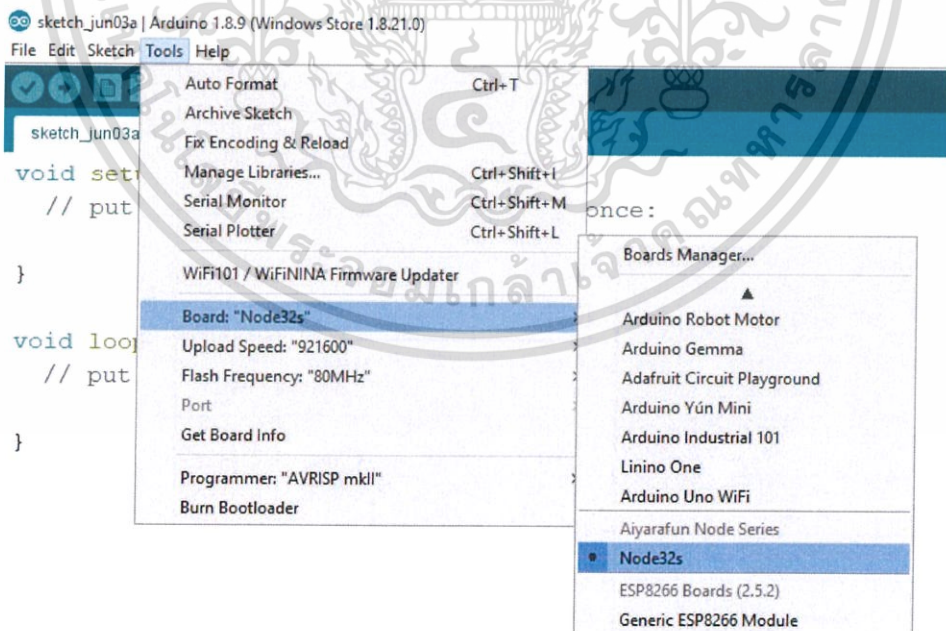 sketch_jun03a | Arduino 1.8.9 (Windows Store 1.8.21.0)
File Edit Sketch Tools Help
sketch_jun03a
void setu
// put
once:
}
void loop
// put
}
Auto Format Ctrl+T
Archive Sketch
Fix Encoding & Reload
Manage Libraries... Ctrl+Shift+I
Serial Monitor Ctrl+Shift+M
Serial Plotter Ctrl+Shift+L
WiFi101 / WiFiNINA Firmware Updater
Board: "Node32s"
Upload Speed: "921600"
Flash Frequency: "80MHz"
Port
Get Board Info
Programmer: "AVRISP mkII"
Burn Bootloader
Boards Manager...
Arduino Robot Motor
Arduino Gemma
Adafruit Circuit Playground
Arduino Yún Mini
Arduino Industrial 101
Linino One
Arduino Uno WiFi
Aiyarafun Node Series
Node32s
ESP8266 Boards (2.5.2)
Generic ESP8266 Module